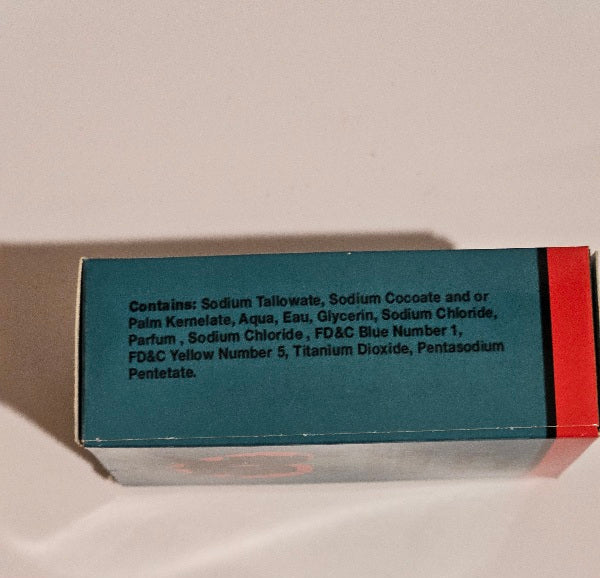 Contains: Sodium Tallowate, Sodium Cocoate and or
Palm Kernelate, Aqua, Eau, Glycerin, Sodium Chloride,
Parfum , Sodium Chloride , FD&C Blue Number 1,
FD&C Yellow Number 5, Titanium Dioxide, Pentasodium
Pentetate.